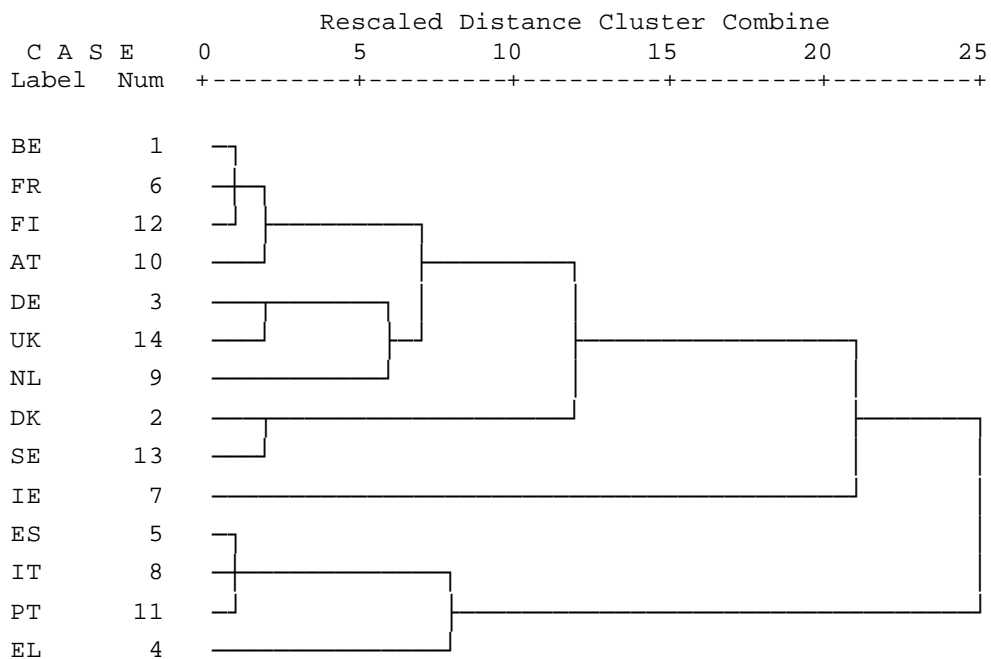 Rescaled Distance Cluster Combine
C A S E 0 5 10 15 20 25
Label Num +---------+---------+---------+---------+---------+
BE 1
FR 6
FI 12
AT 10
DE 3
UK 14
NL 9
DK 2
SE 13
IE 7
ES 5
IT 8
PT 11
EL 4